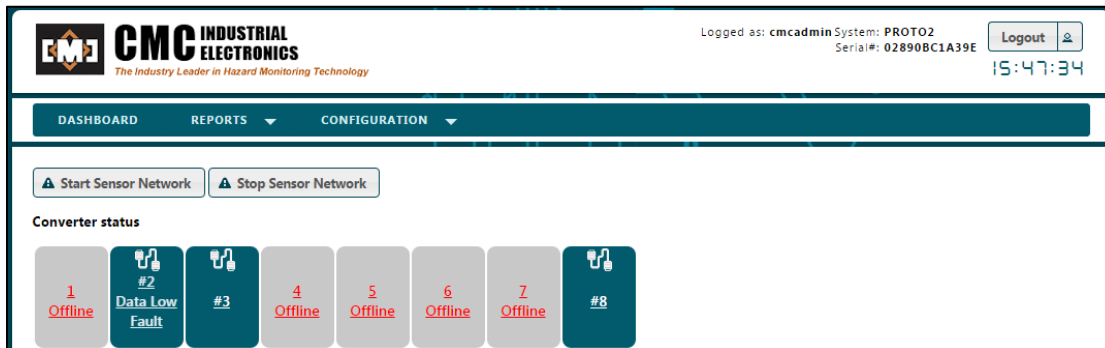 CMC INDUSTRIAL ELECTRONICS
The Industry Leader in Hazard Monitoring Technology
Logged as: cmcadmin System: PROTO2
Serial#: 02890BC1A39E
Logout
15:47:34
DASHBOARD REPORTS CONFIGURATION
Start Sensor Network Stop Sensor Network
Converter status
1
Offline
#2
Data Low
Fault
#3
4
Offline
5
Offline
6
Offline
7
Offline
#8